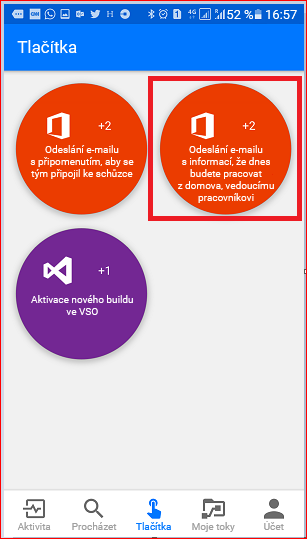 52 % 16:57
Tlačítka
+2
Odeslání e-mailu
s připomenutím, aby se
tým připojil ke schůzce
+2
Odeslání e-mailu
s informací, že dnes
budete pracovat
z domova, vedoucímu
pracovníkovi
+1
Aktivace nového buildu
ve VSO
Aktivita Procházet Tlačítka Moje toky Účet